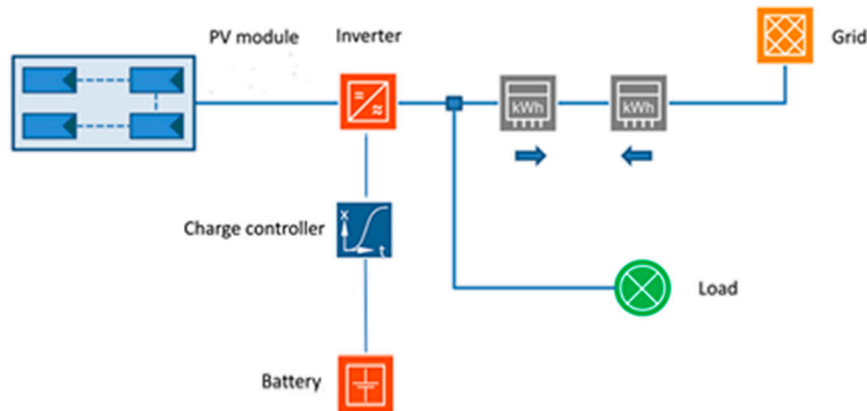 PV module
Inverter
Grid
kWh
kWh
Charge controller
x
t
Load
Battery